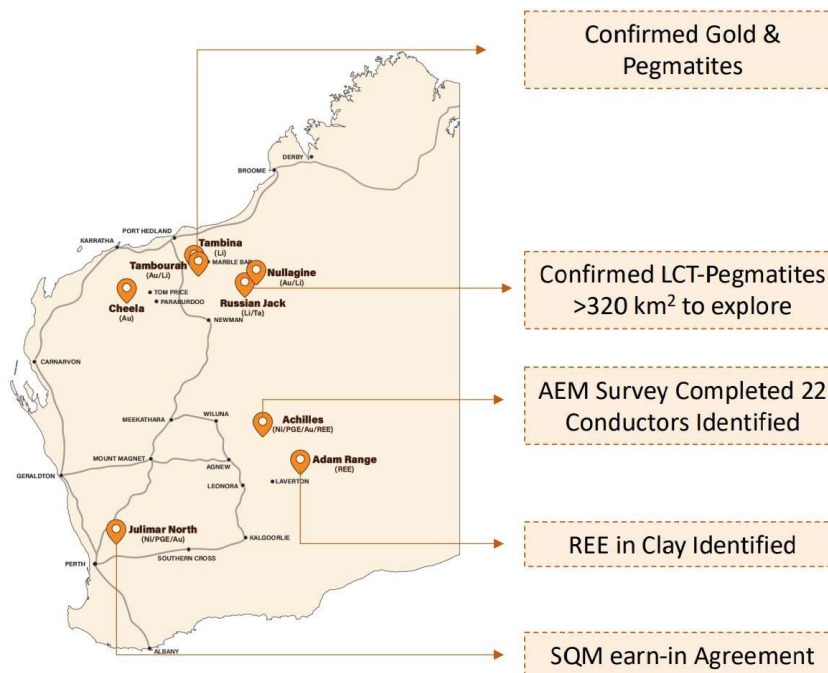 Confirmed Gold &
Pegmatites
DERBY
BROOME
PORT HEDLAND
KARRATHA
Tambina
(Li)
MARBLE BAR
Tambourah
(Au/Li)
Nullagine
(Au/Li)
Russian Jack
(Li/Ta)
Cheela
(Au)
TOM PRICE
PARABURDOO
NEWMAN
Confirmed LCT-Pegmatites
>320 km² to explore
CARNARVON
AEM Survey Completed 22
Conductors Identified
MEEKATHARA
WILUNA
Achilles
(Ni/PGE/Au/REE)
MOUNT MAGNET
AGNEW
Adam Range
(REE)
GERALDTON
LEONORA
LAVERTON
Julimar North
(Ni/PGE/Au)
KALGOORLIE
SOUTHERN CROSS
PERTH
REE in Clay Identified
ALBANY
SQM earn-in Agreement